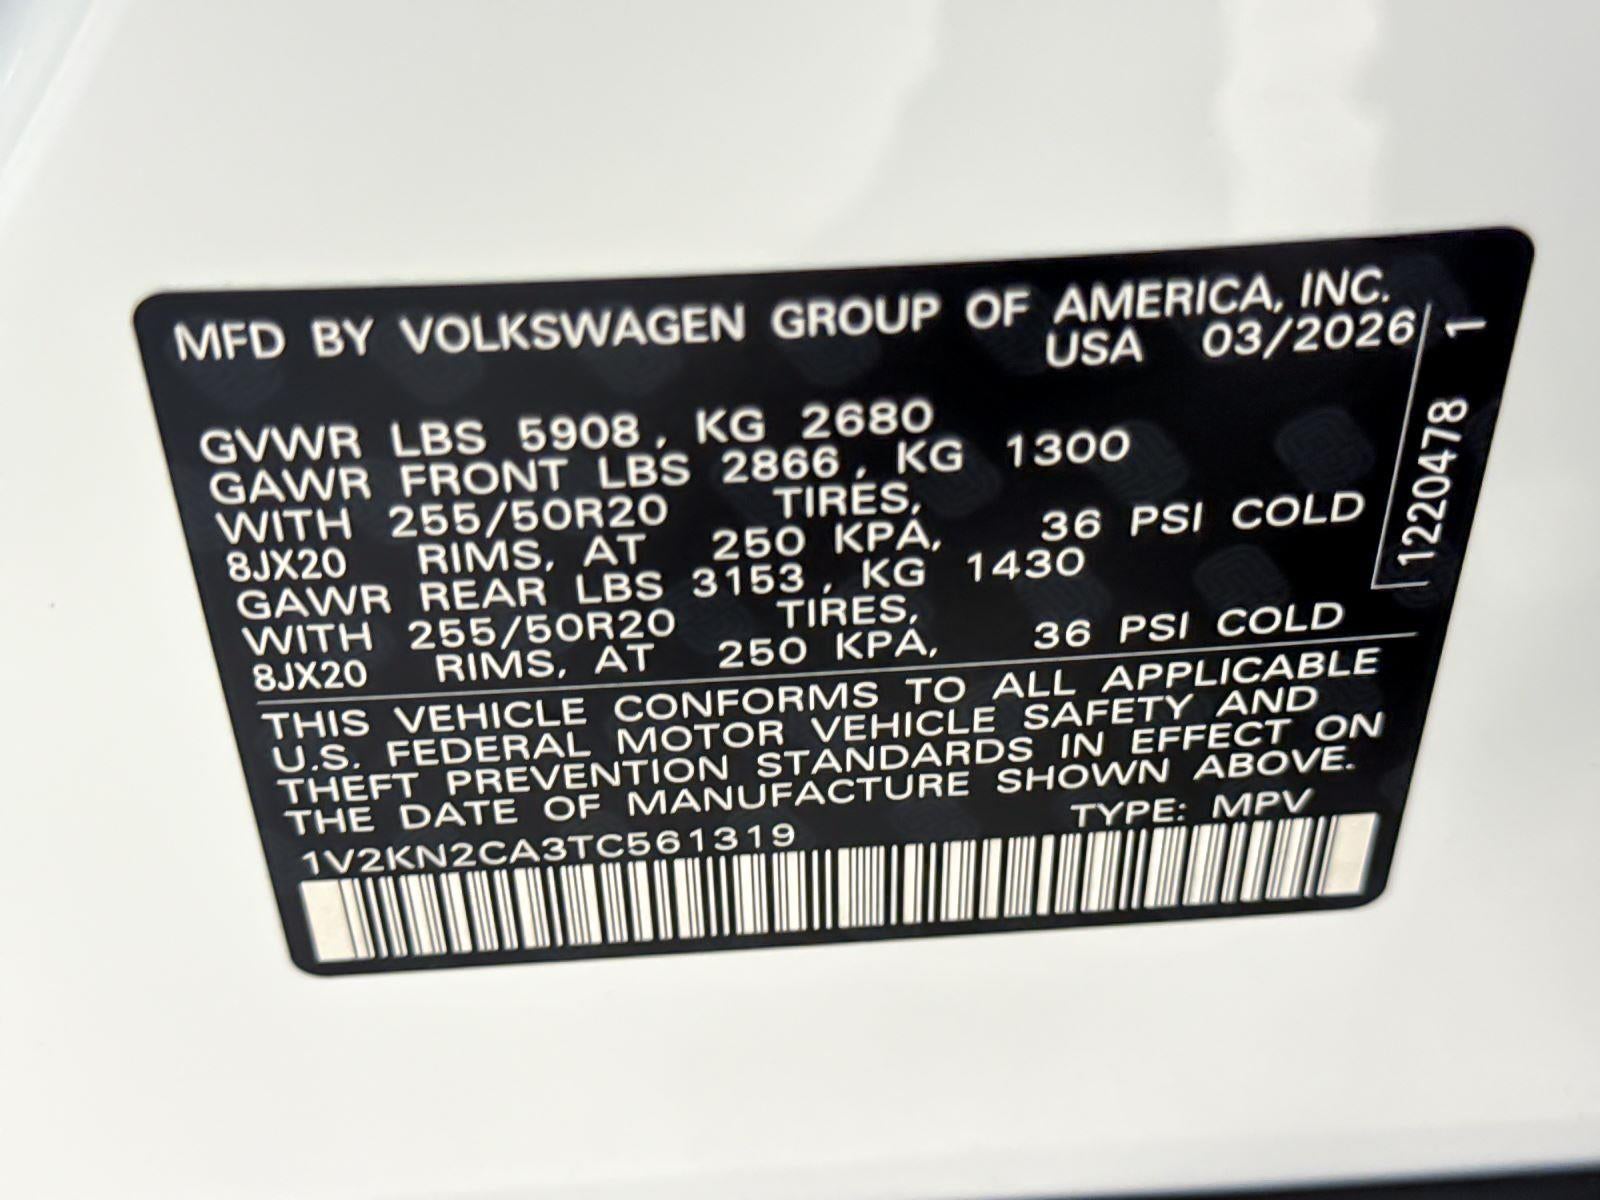 MFD BY VOLKSWAGEN GROUP OF AMERICA, INC.
USA 03/2026
GVWR LBS 5908, KG 2680
GAWR FRONT LBS 2866, KG 1300
WITH 255/50R20 TIRES,
8JX20 RIMS, AT 250 KPA, 36 PSI COLD
GAWR REAR LBS 3153, KG 1430
WITH 255/50R20 TIRES,
8JX20 RIMS, AT 250 KPA, 36 PSI COLD
THIS VEHICLE CONFORMS TO ALL APPLICABLE
U.S. FEDERAL MOTOR VEHICLE SAFETY AND
THEFT PREVENTION STANDARDS IN EFFECT ON
THE DATE OF MANUFACTURE SHOWN ABOVE.
1V2KN2CA3TC561319 TYPE: MPV
1220478 1